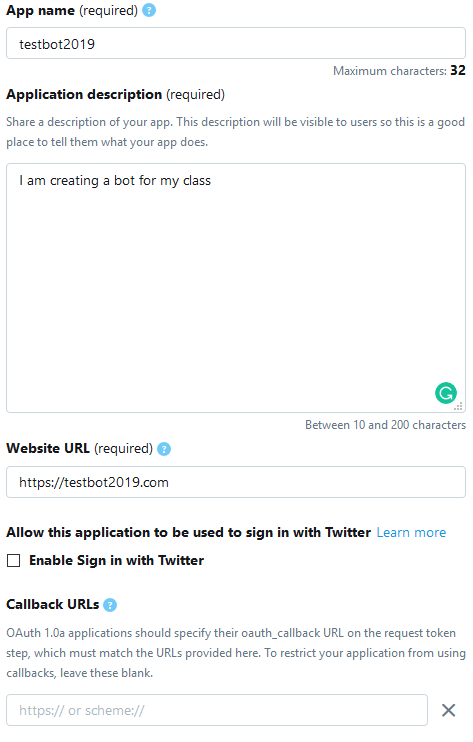 App name (required) ?
testbot2019
Maximum characters: 32
Application description (required)
Share a description of your app. This description will be visible to users so this is a good
place to tell them what your app does.
I am creating a bot for my class
Between 10 and 200 characters
Website URL (required) ?
https://testbot2019.com
Allow this application to be used to sign in with Twitter Learn more
Enable Sign in with Twitter
Callback URLs ?
OAuth 1.0a applications should specify their oauth_callback URL on the request token
step, which must match the URLs provided here. To restrict your application from using
callbacks, leave these blank.
https:// or scheme://